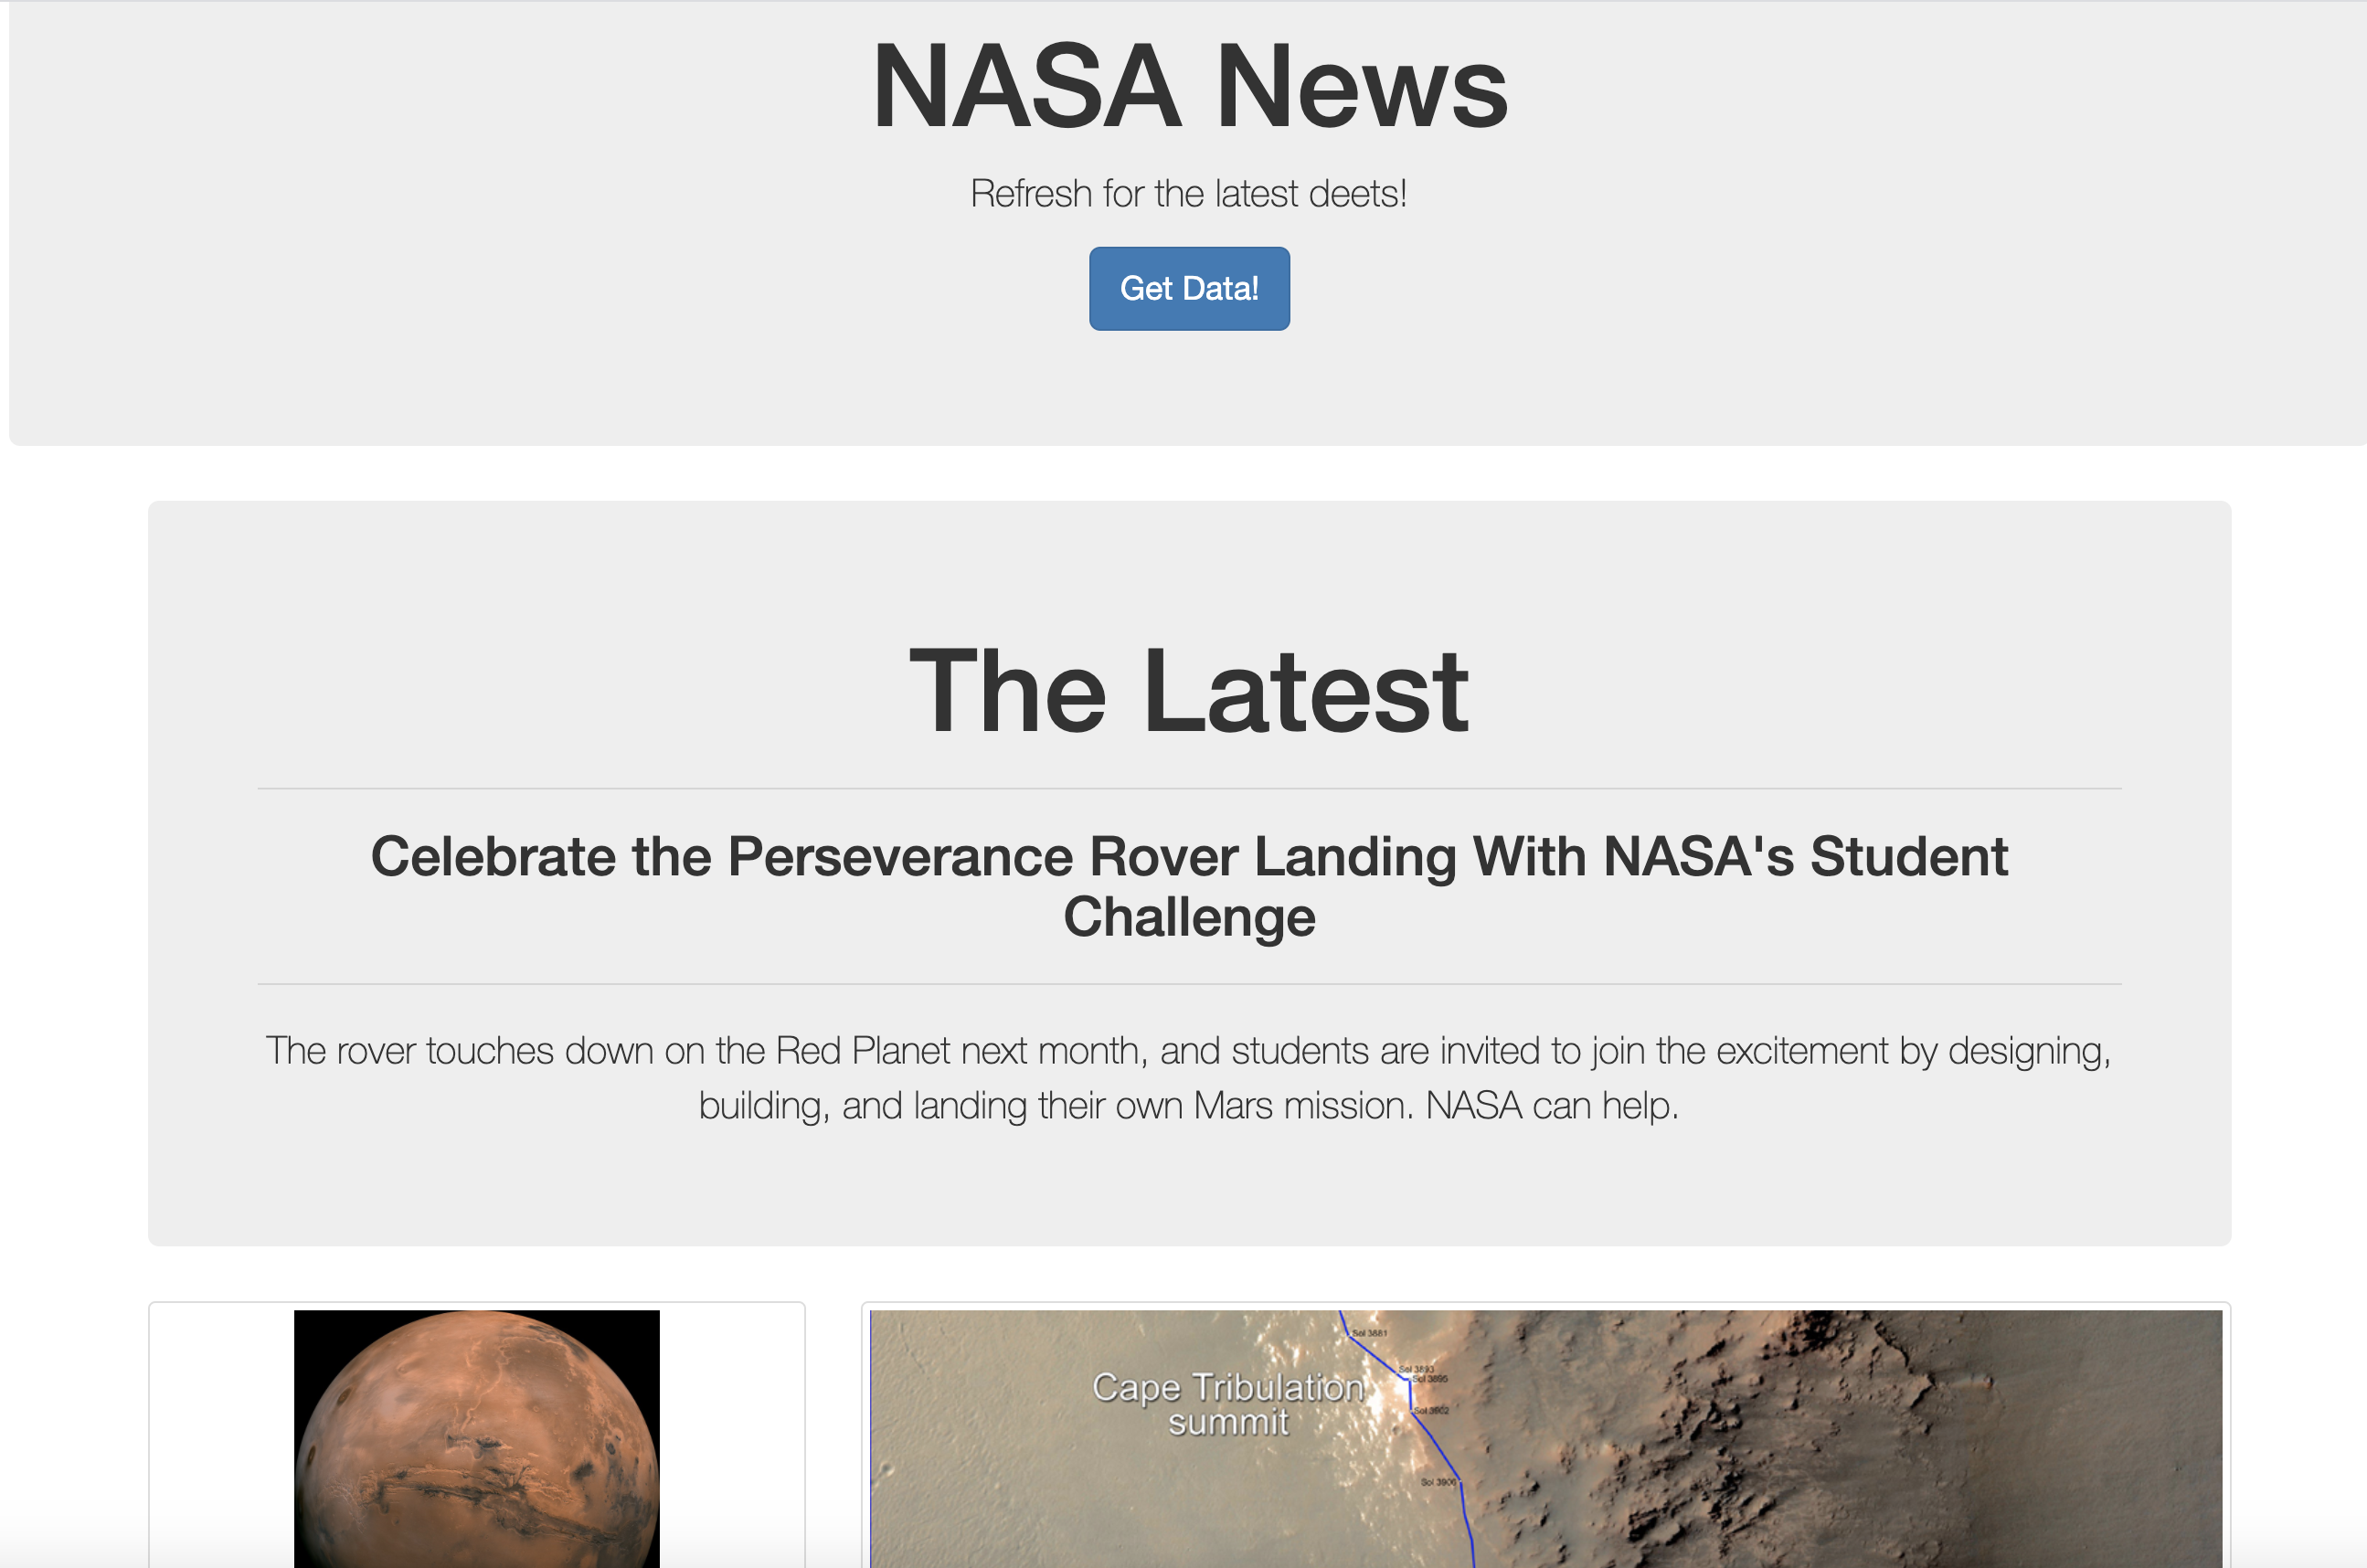 NASA News
Refresh for the latest deets!
Get Data!
The Latest
Celebrate the Perseverance Rover Landing With NASA's Student
Challenge
The rover touches down on the Red Planet next month, and students are invited to join the excitement by designing,
building, and landing their own Mars mission. NASA can help.
Sol 3881
Cape Tribulation
summit
Sol 3893
Sol 3895
Sol 3902
Sol 3906